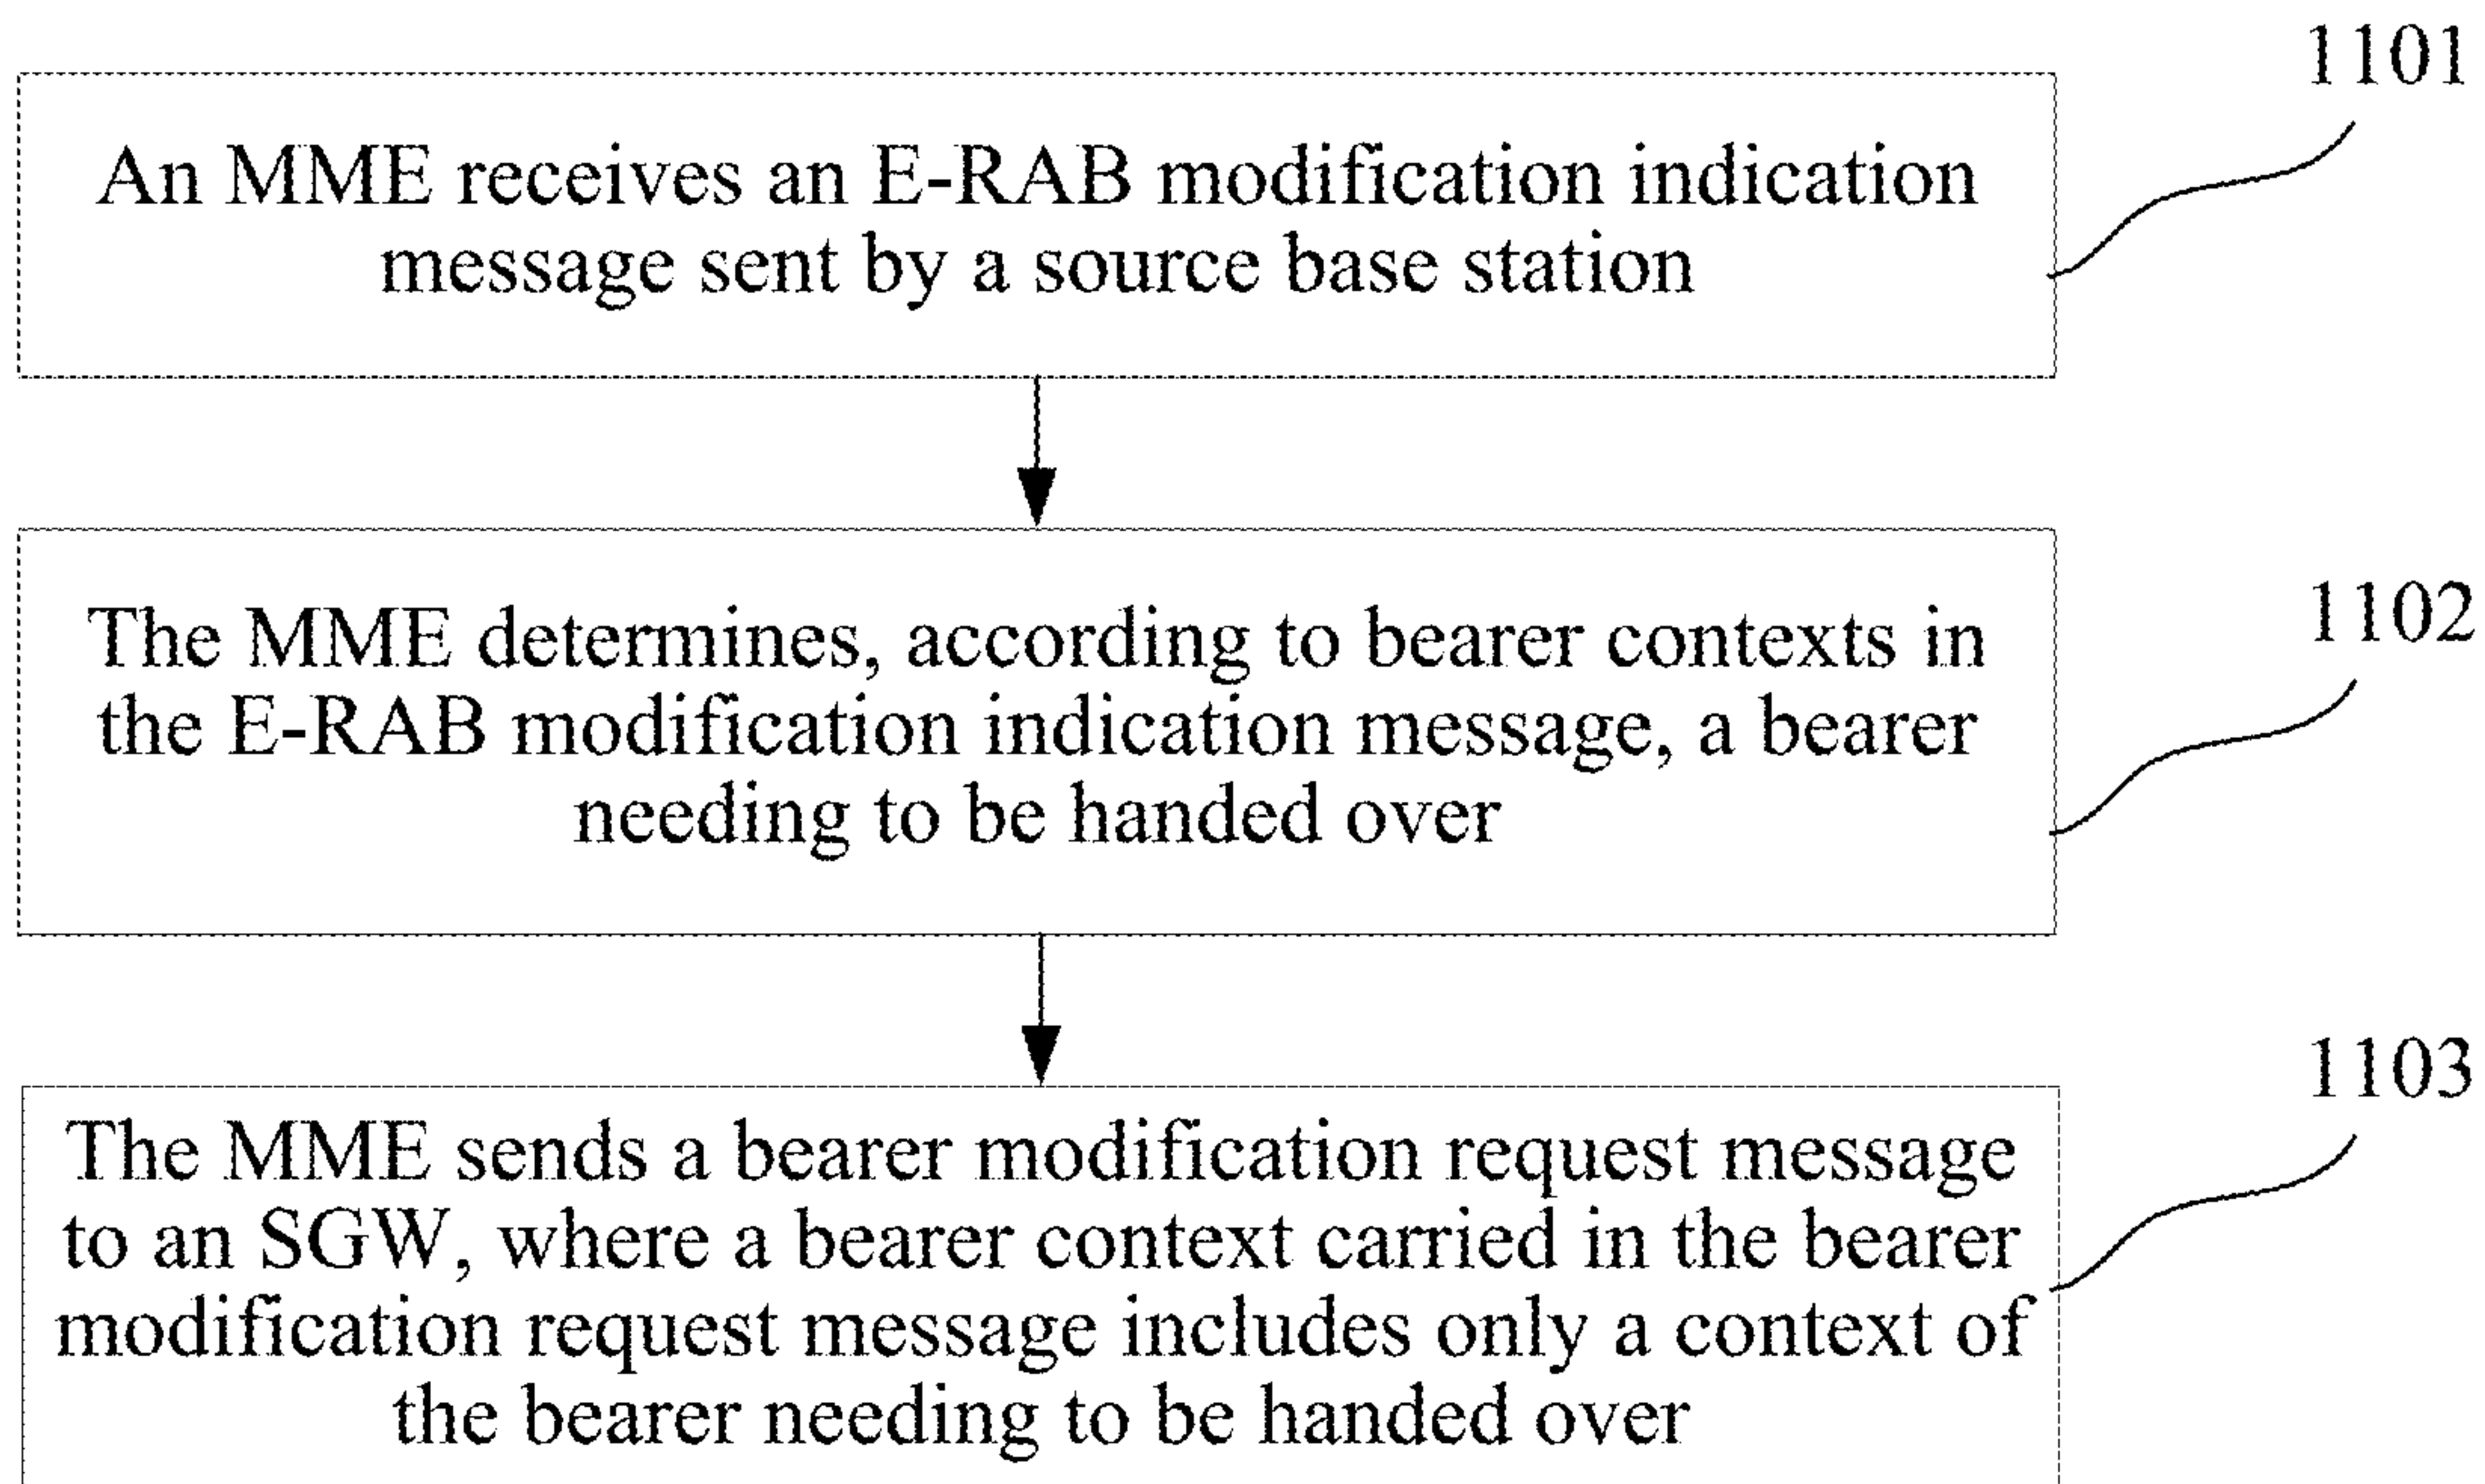 1101
An MME receives an E-RAB modification indication
message sent by a source base station
1102
The MME determines, according to bearer contexts in
the E-RAB modification indication message, a bearer
needing to be handed over
1103
The MME sends a bearer modification request message
to an SGW, where a bearer context carried in the bearer
modification request message includes only a context of
the bearer needing to be handed over